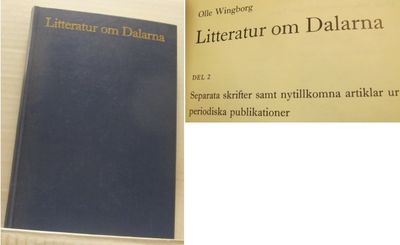 Litteratur om Dalarna
Olle Wingborg
Litteratur om Dalarna
DEL 2
Separata skrifter samt nytillkomna artiklar ur
periodiska publikationer